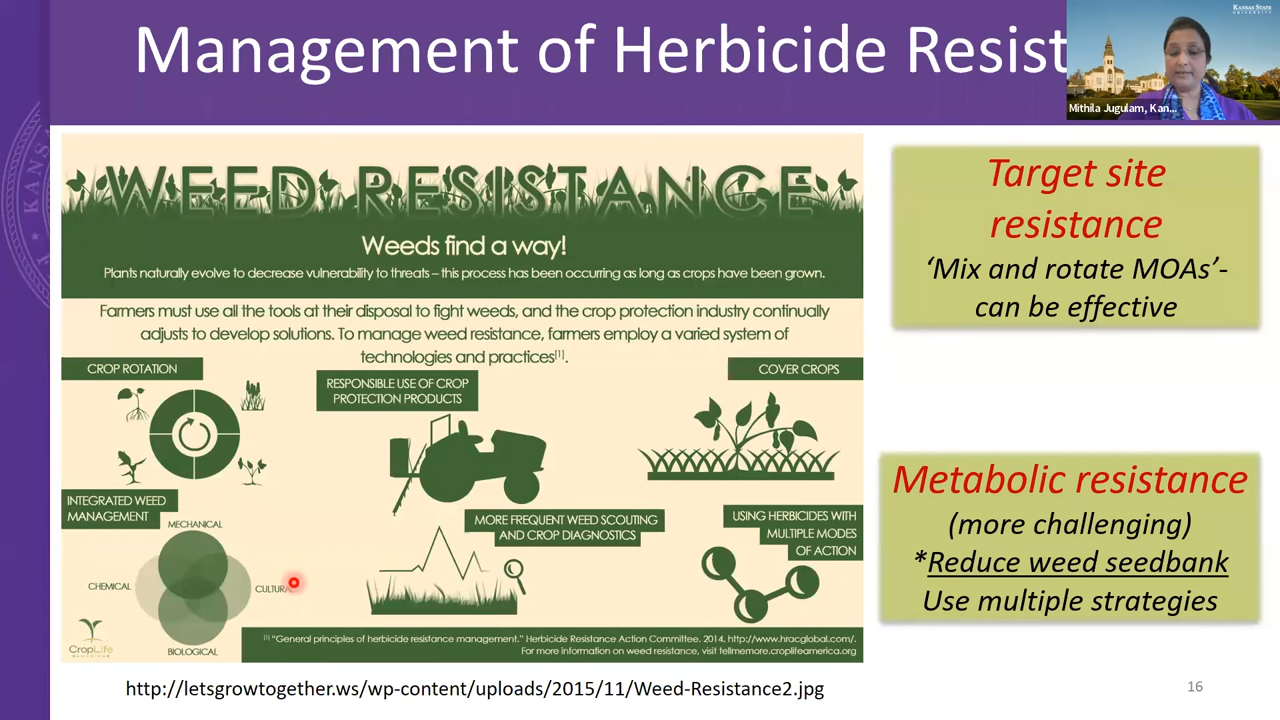 Management of Herbicide Resist
KANSAS STATE
UNIVERSITY
Mithila Jugulam, Kan...
KANS
WEED RESISTANCE
Weeds find a way!
Plants naturally evolve to decrease vulnerability to threats – this process has been occurring as long as crops have been grown.
Farmers must use all the tools at their disposal to fight weeds, and the crop protection industry continually
adjusts to develop solutions. To manage weed resistance, farmers employ a varied system of
technologies and practices[1].
CROP ROTATION
RESPONSIBLE USE OF CROP
PROTECTION PRODUCTS
COVER CROPS
INTEGRATED WEED
MANAGEMENT
MECHANICAL
CHEMICAL
CULTURA
BIOLOGICAL
MORE FREQUENT WEED SCOUTING
AND CROP DIAGNOSTICS
USING HERBICIDES WITH
MULTIPLE MODES
OF ACTION
CropLife
[1] "General principles of herbicide resistance management." Herbicide Resistance Action Committee. 2014. http://www.hracglobal.com/.
For more information on weed resistance, visit tellmemore.croplifeamerica.org
Target site
resistance
‘Mix and rotate MOAs’-
can be effective
Metabolic resistance
(more challenging)
*Reduce weed seedbank
Use multiple strategies
http://letsgrowtogether.ws/wp-content/uploads/2015/11/Weed-Resistance2.jpg
16